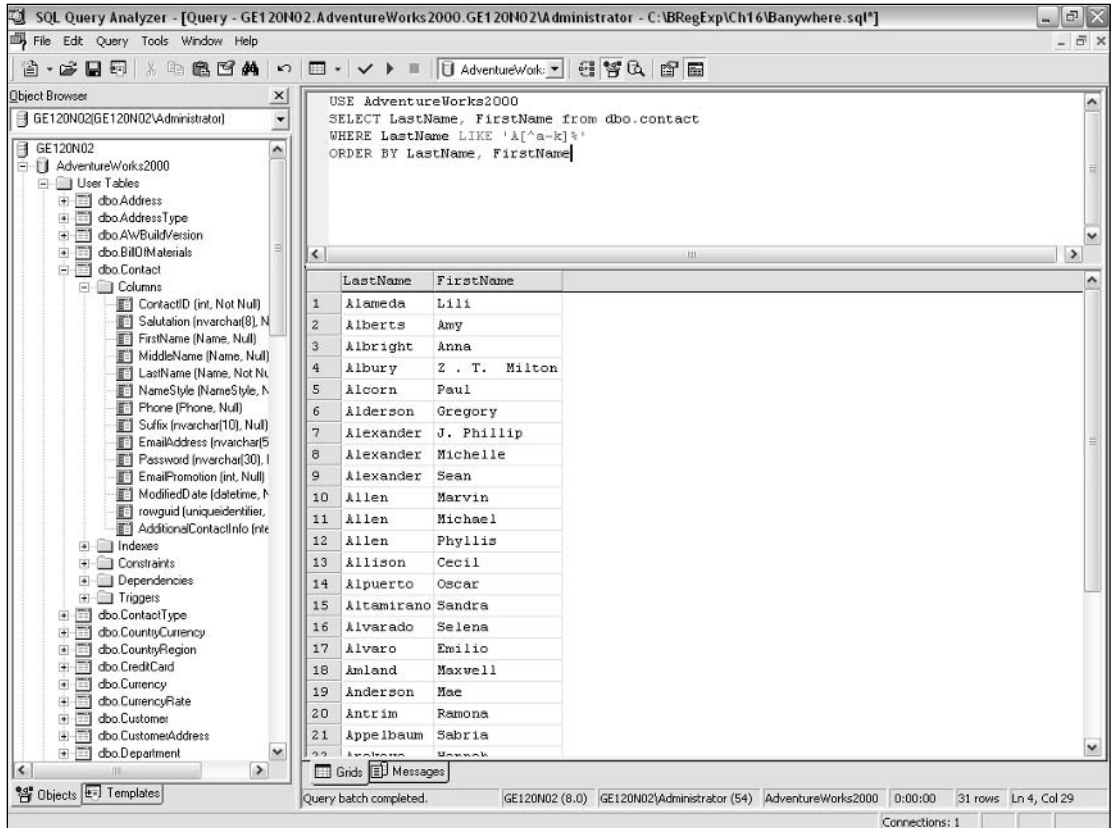 SQL Query Analyzer - [Query - GE120N02.AdventureWorks2000.GE120N02\Administrator - C:\BRegExp\Ch16\Banywhere.sql*]
File Edit Query Tools Window Help
AdventureWork:
Object Browser
GE120N02(GE120N02\Administrator)
GE120N02
AdventureWorks2000
User Tables
dbo.Address
dbo.AddressType
dbo.AWBuildVersion
dbo.BillOfMaterials
dbo.Contact
Columns
ContactID (int, Not Null)
Salutation (nvarchar(8), N
FirstName (Name, Null)
MiddleName (Name, Null)
LastName (Name, Not Nu
NameStyle (NameStyle, N
Phone (Phone, Null)
Suffix (nvarchar(10), Null)
EmailAddress (nvarchar(5
Password (nvarchar(30), 
EmailPromotion (int, Null)
ModifiedDate (datetime, N
rowguid (uniqueidentifier,
AdditionalContactInfo (nte
Indexes
Constraints
Dependencies
Triggers
dbo.ContactType
dbo.CountryCurrency
dbo.CountryRegion
dbo.CreditCard
dbo.Currency
dbo.CurrencyRate
dbo.Customer
dbo.CustomerAddress
dbo.Department
Objects Templates
USE AdventureWorks2000
SELECT LastName, FirstName from dbo.contact
WHERE LastName LIKE 'A[^a-k]%'
ORDER BY LastName, FirstName
LastName FirstName
1 Alameda Lili
2 Alberts Amy
3 Albright Anna
4 Albury Z . T. Milton
5 Alcorn Paul
6 Alderson Gregory
7 Alexander J. Phillip
8 Alexander Michelle
9 Alexander Sean
10 Allen Marvin
11 Allen Michael
12 Allen Phyllis
13 Allison Cecil
14 Alpuerto Oscar
15 Altamirano Sandra
16 Alvarado Selena
17 Alvaro Emilio
18 Amland Maxwell
19 Anderson Mae
20 Antrim Ramona
21 Appelbaum Sabria
Grids Messages
Query batch completed. GE120N02 (8.0) GE120N02\Administrator (54) AdventureWorks2000 0:00:00 31 rows Ln 4, Col 29
Connections: 1